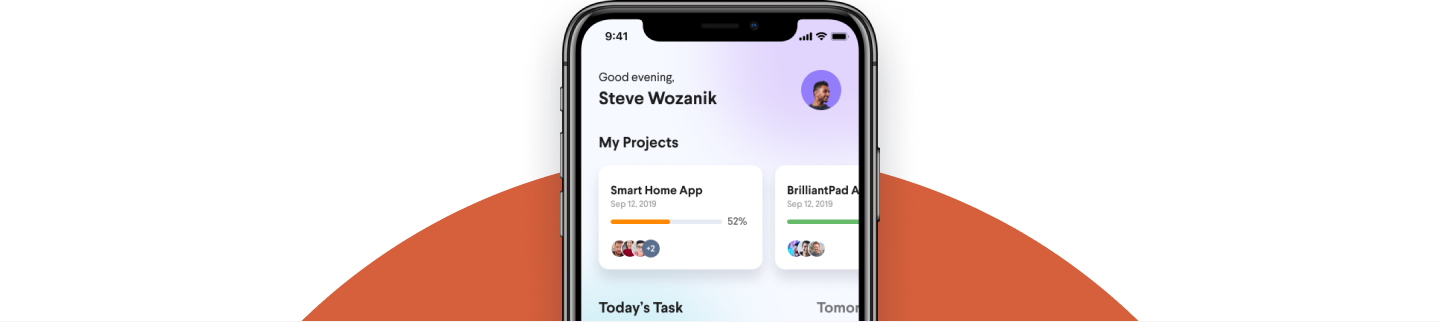 9:41
Good evening,
Steve Wozanik
My Projects
Smart Home App
Sep 12, 2019
52%
+2
BrilliantPad A
Sep 12, 2019
Today's Task
Tomor